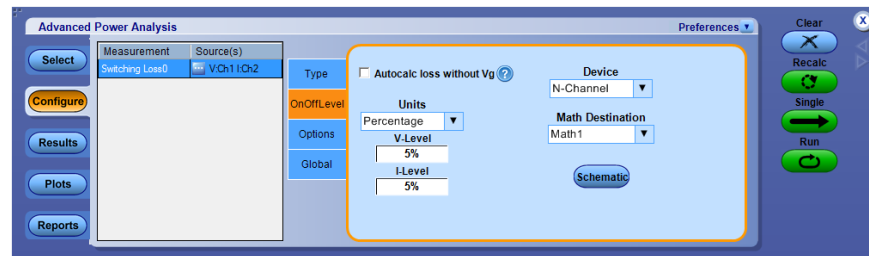 Advanced Power Analysis
Preferences
Clear
X
Select
Configure
Results
Plots
Reports
Measurement Source(s)
Switching Loss0 V:Ch1 I:Ch2
Type
OnOffLevel
Options
Global
Autocalc loss without Vg ?
Units
Percentage
V-Level
5%
I-Level
5%
Device
N-Channel
Math Destination
Math1
Schematic
Recalc
Single
Run